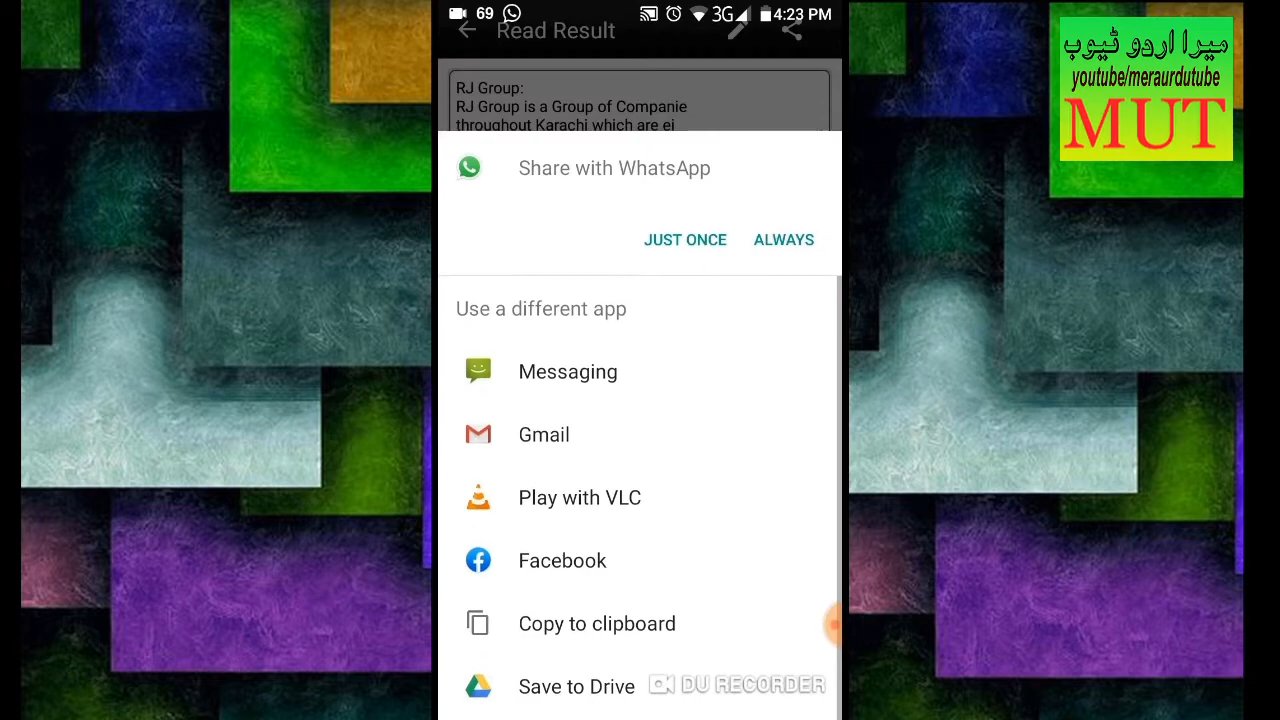 69 3G 4:23 PM
Read Result
RJ Group:
RJ Group is a Group of Companie
throughout Karachi which are ei
Share with WhatsApp
JUST ONCE ALWAYS
Use a different app
Messaging
Gmail
Play with VLC
Facebook
Copy to clipboard
Save to Drive
DU RECORDER
میرا اردو ٹیوب
youtube/meraurdutube
MUT